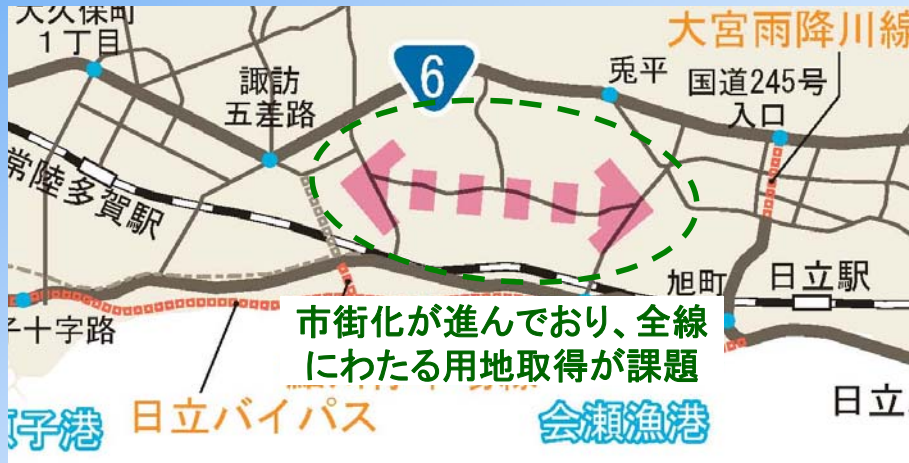 大久保町
1丁目
諏訪
五差路
6
兎平
大宮雨降川線
国道245号
入口
常陸多賀駅
旭町
日立駅
子十字路
市街化が進んでおり、全線
にわたる用地取得が課題
日立バイパス
子港
会瀬漁港
日立